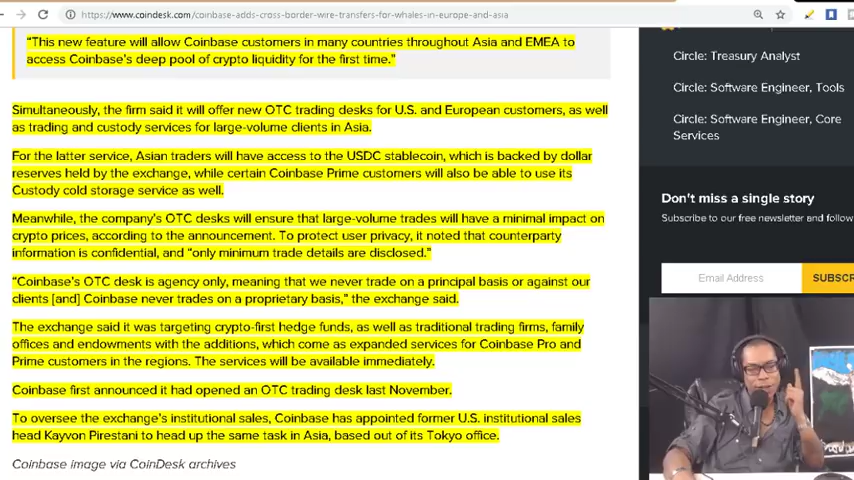 https://www.coindesk.com/coinbase-adds-cross-border-wire-transfers-for-whales-in-europe-and-asia
"This new feature will allow Coinbase customers in many countries throughout Asia and EMEA to
access Coinbase's deep pool of crypto liquidity for the first time."
Simultaneously, the firm said it will offer new OTC trading desks for U.S. and European customers, as well
as trading and custody services for large-volume clients in Asia.
For the latter service, Asian traders will have access to the USDC stablecoin, which is backed by dollar
reserves held by the exchange, while certain Coinbase Prime customers will also be able to use its
Custody cold storage service as well.
Meanwhile, the company's OTC desks will ensure that large-volume trades will have a minimal impact on
crypto prices, according to the announcement. To protect user privacy, it noted that counterparty
information is confidential, and "only minimum trade details are disclosed."
"Coinbase's OTC desk is agency only, meaning that we never trade on a principal basis or against our
clients [and] Coinbase never trades on a proprietary basis," the exchange said.
The exchange said it was targeting crypto-first hedge funds, as well as traditional trading firms, family
offices and endowments with the additions, which come as expanded services for Coinbase Pro and
Prime customers in the regions. The services will be available immediately.
Coinbase first announced it had opened an OTC trading desk last November.
To oversee the exchange's institutional sales, Coinbase has appointed former U.S. institutional sales
head Kayvon Pirestani to head up the same task in Asia, based out of its Tokyo office.
Coinbase image via CoinDesk archives
Circle: Treasury Analyst
Circle: Software Engineer, Tools
Circle: Software Engineer, Core
Services
Don't miss a single story
Subscribe to our free newsletter and follow
Email Address
SUBSCR